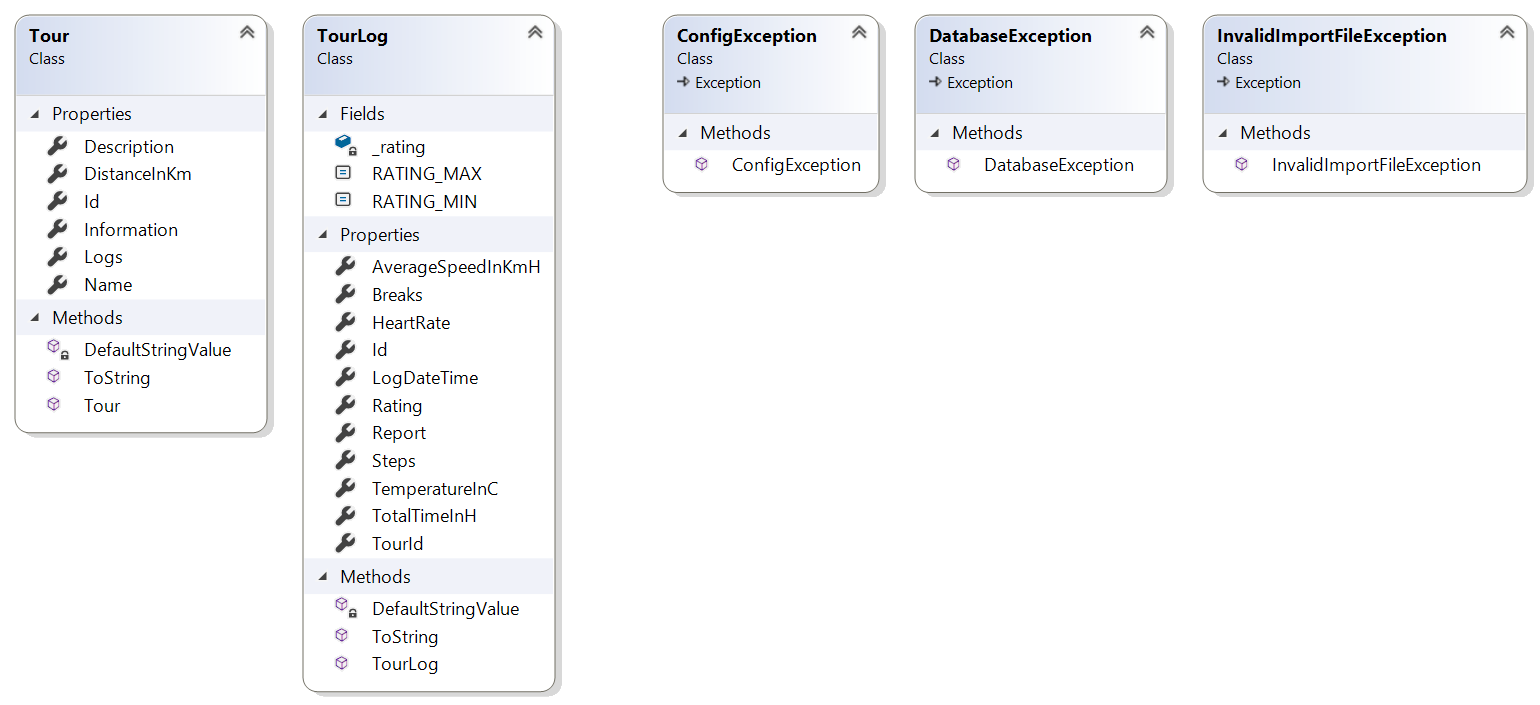 Tour
Class
Properties
Description
DistanceInKm
Id
Information
Logs
Name
Methods
DefaultStringValue
ToString
Tour
TourLog
Class
Fields
_rating
RATING_MAX
RATING_MIN
Properties
AverageSpeedInKmH
Breaks
HeartRate
Id
LogDateTime
Rating
Report
Steps
TemperatureInC
TotalTimeInH
TourId
Methods
DefaultStringValue
ToString
TourLog
ConfigException
Class
Exception
Methods
ConfigException
DatabaseException
Class
Exception
Methods
DatabaseException
InvalidImportFileException
Class
Exception
Methods
InvalidImportFileException